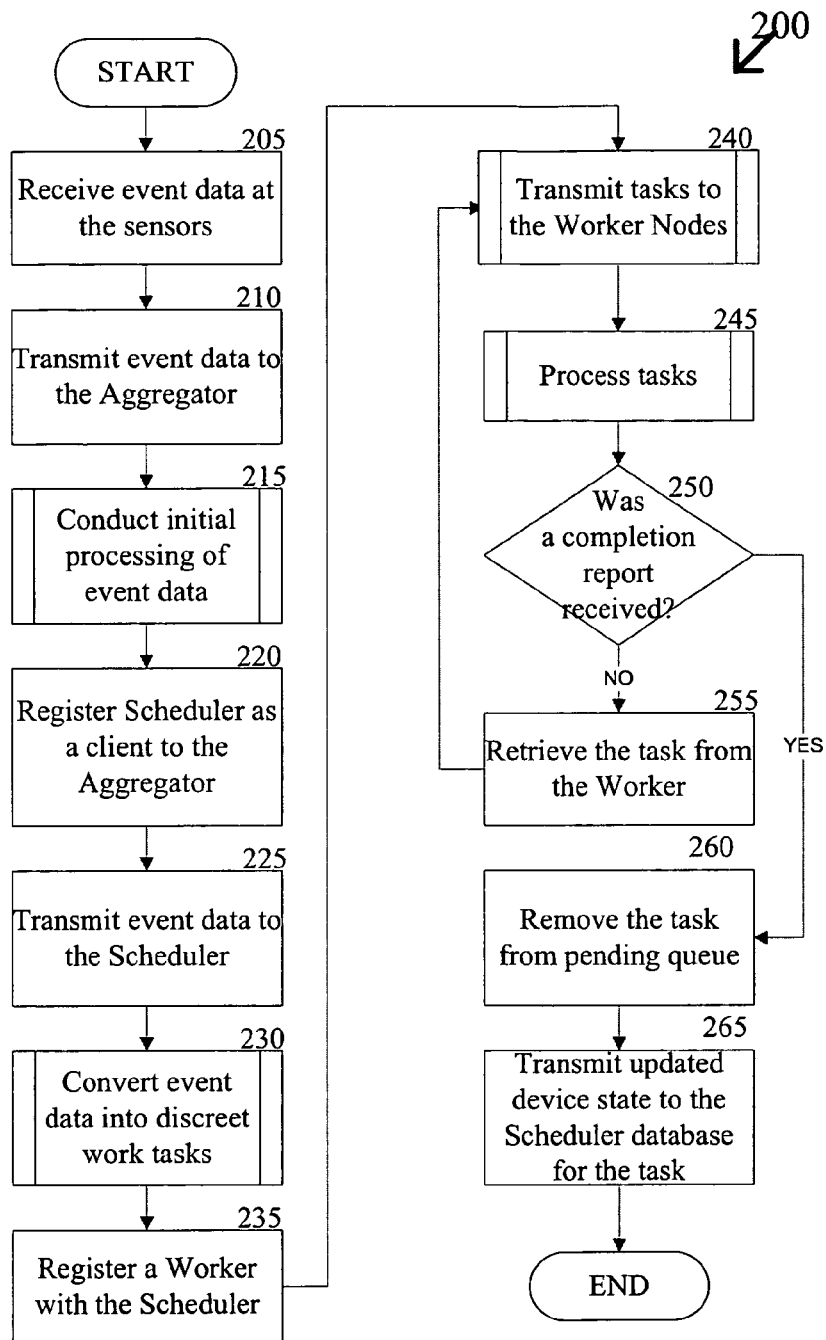 200
START
205
Receive event data at
the sensors
210
Transmit event data to
the Aggregator
215
Conduct initial
processing of
event data
220
Register Scheduler as
a client to the
Aggregator
225
Transmit event data to
the Scheduler
230
Convert event
data into discreet
work tasks
235
Register a Worker
with the Scheduler
240
Transmit tasks to
the Worker Nodes
245
Process tasks
250
Was
a completion
report
received?
NO
YES
255
Retrieve the task from
the Worker
260
Remove the task
from pending queue
265
Transmit updated
device state to the
Scheduler database
for the task
END